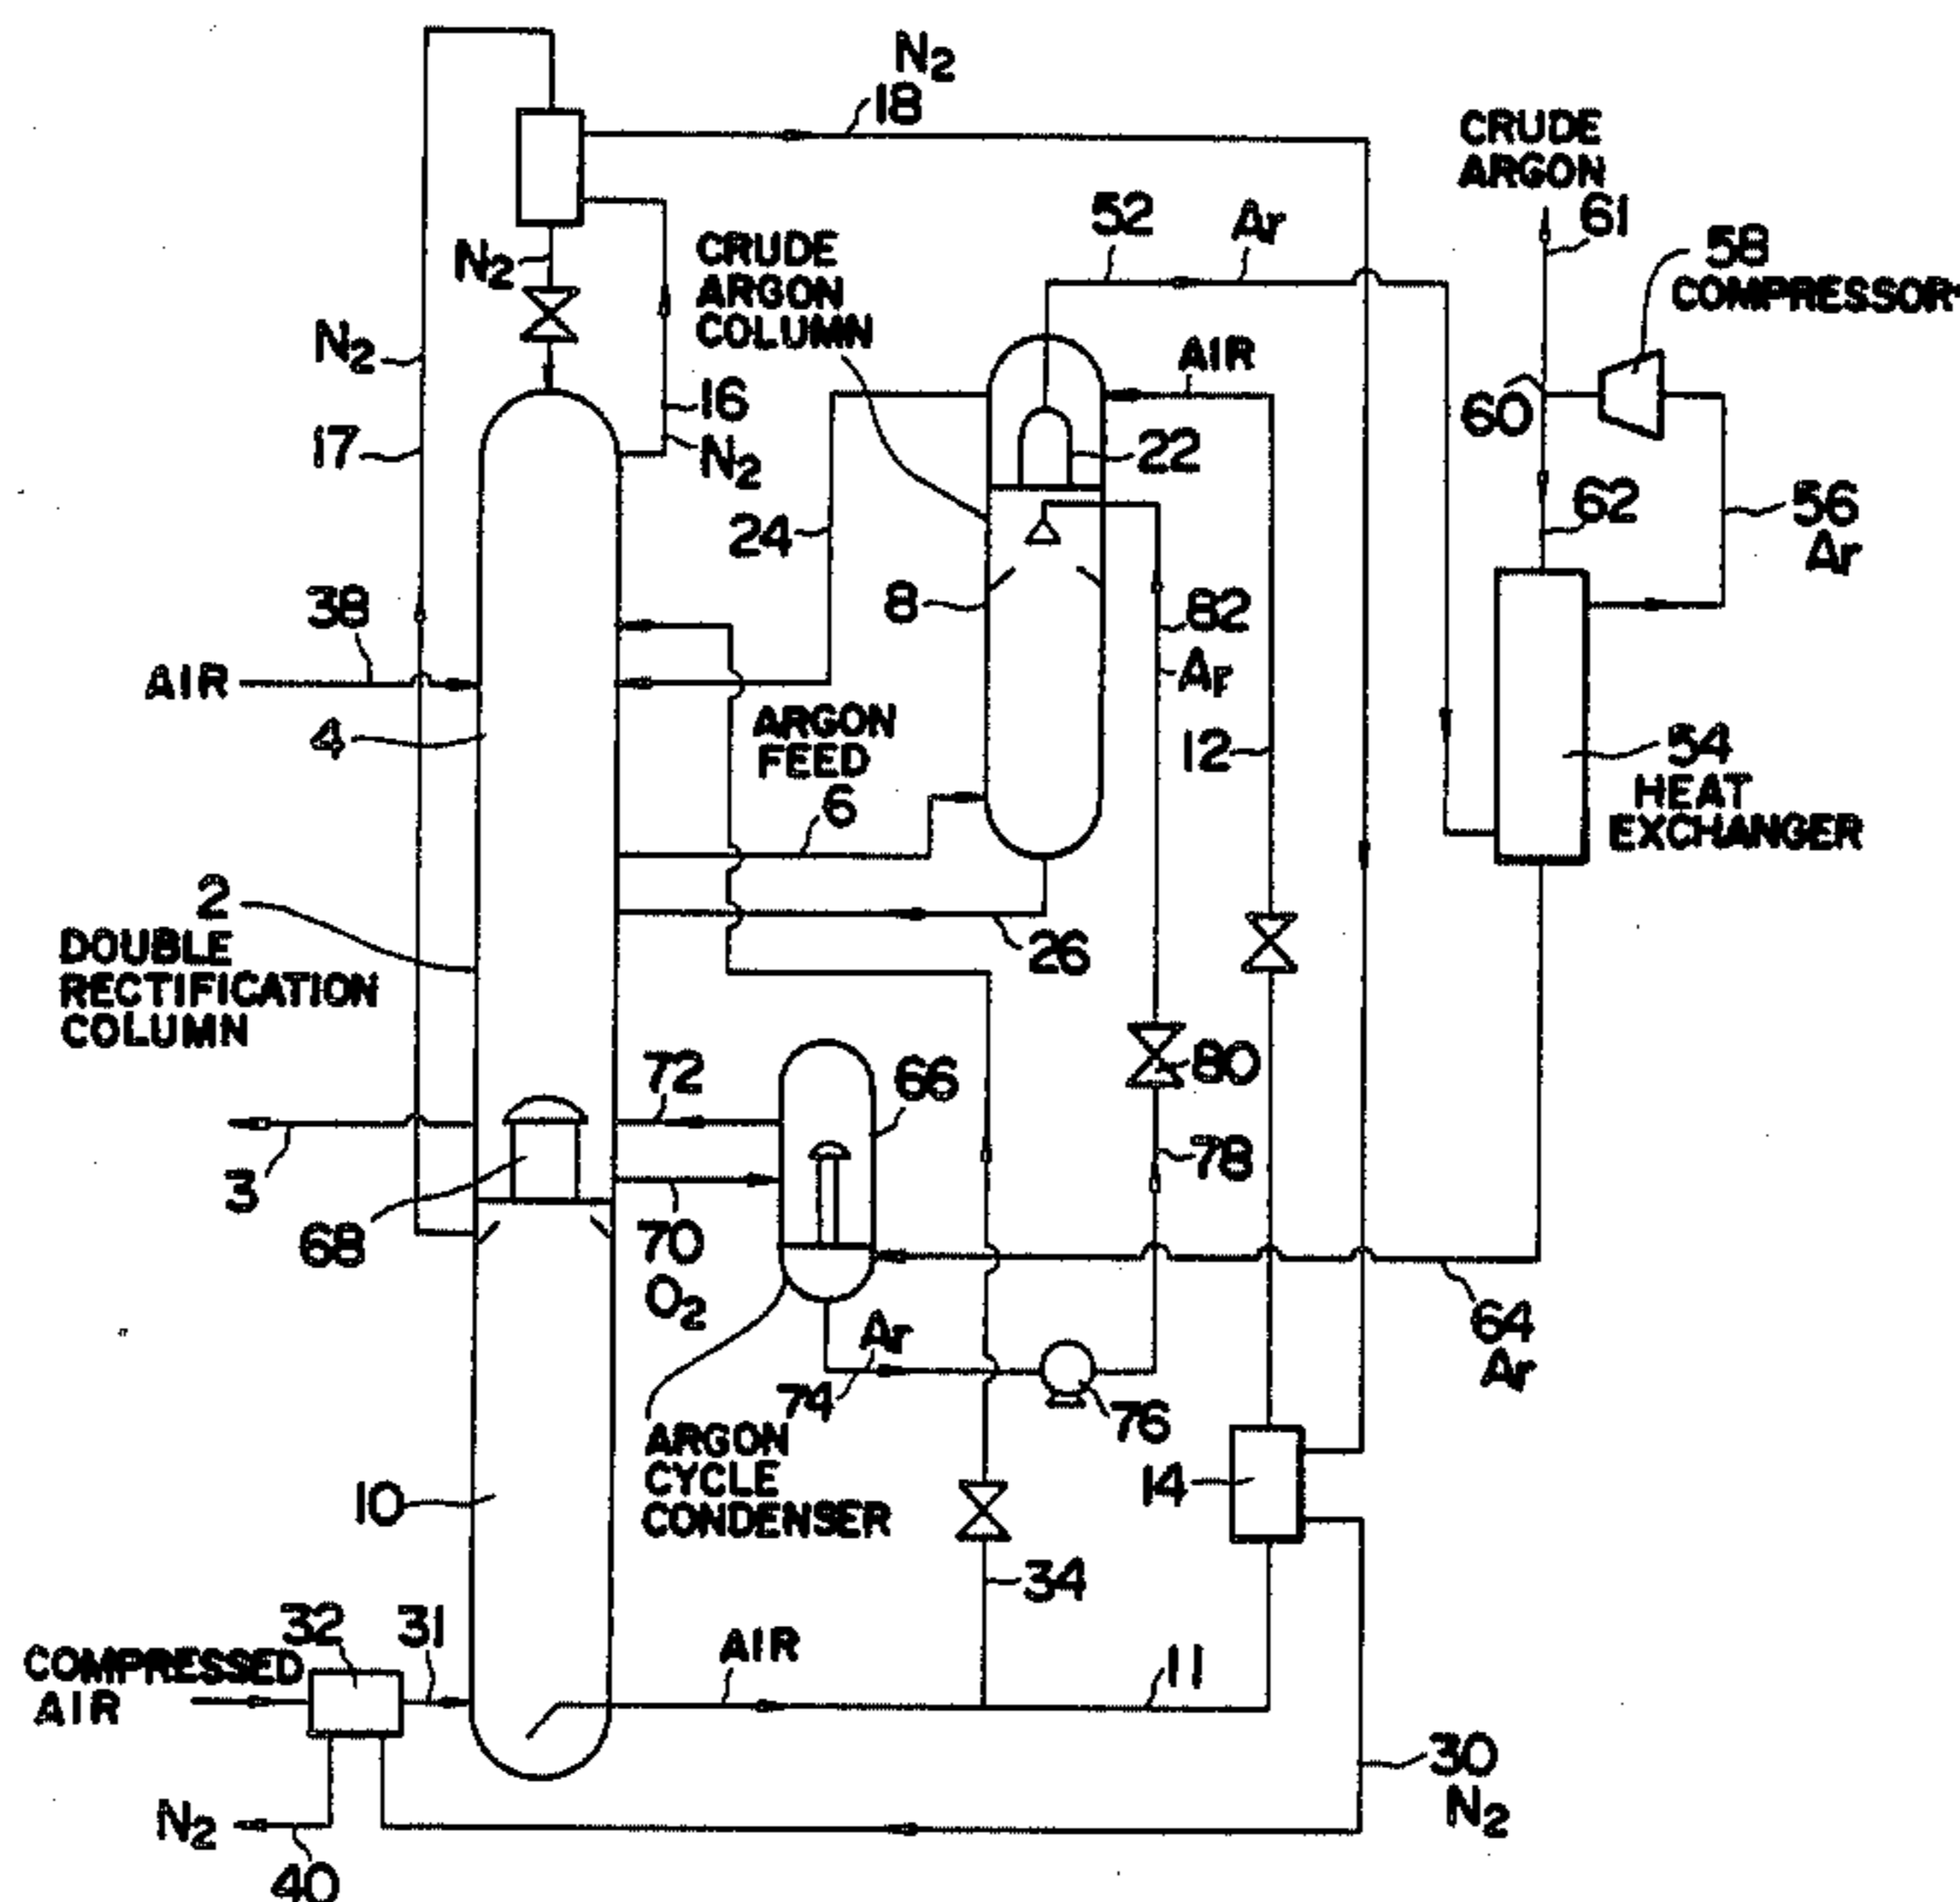 N2
18
CRUDE
ARGON
61
N2
CRUDE
ARGON
COLUMN
52
Ar
58
COMPRESSOR
N2
AIR
16
60
17
N2
22
24
62
56
Ar
38
8
82
Ar
AIR
4
ARGON
FEED
6
12
54
HEAT
EXCHANGER
2
DOUBLE
RECTIFICATION
COLUMN
26
72
66
80
3
78
68
70
O2
64
Ar
Ar
74
76
ARGON
CYCLE
CONDENSER
14
10
34
32
31
COMPRESSED
AIR
AIR
11
30
N2
N2
40